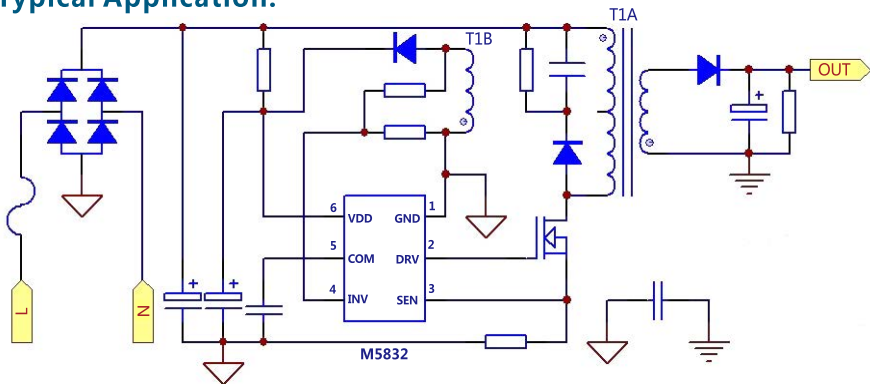 Typical Application:
T1A
T1B
OUT
+
6
VDD
GND
1
5
COM
DRV
2
4
INV
SEN
3
+
+
L
N
M5832